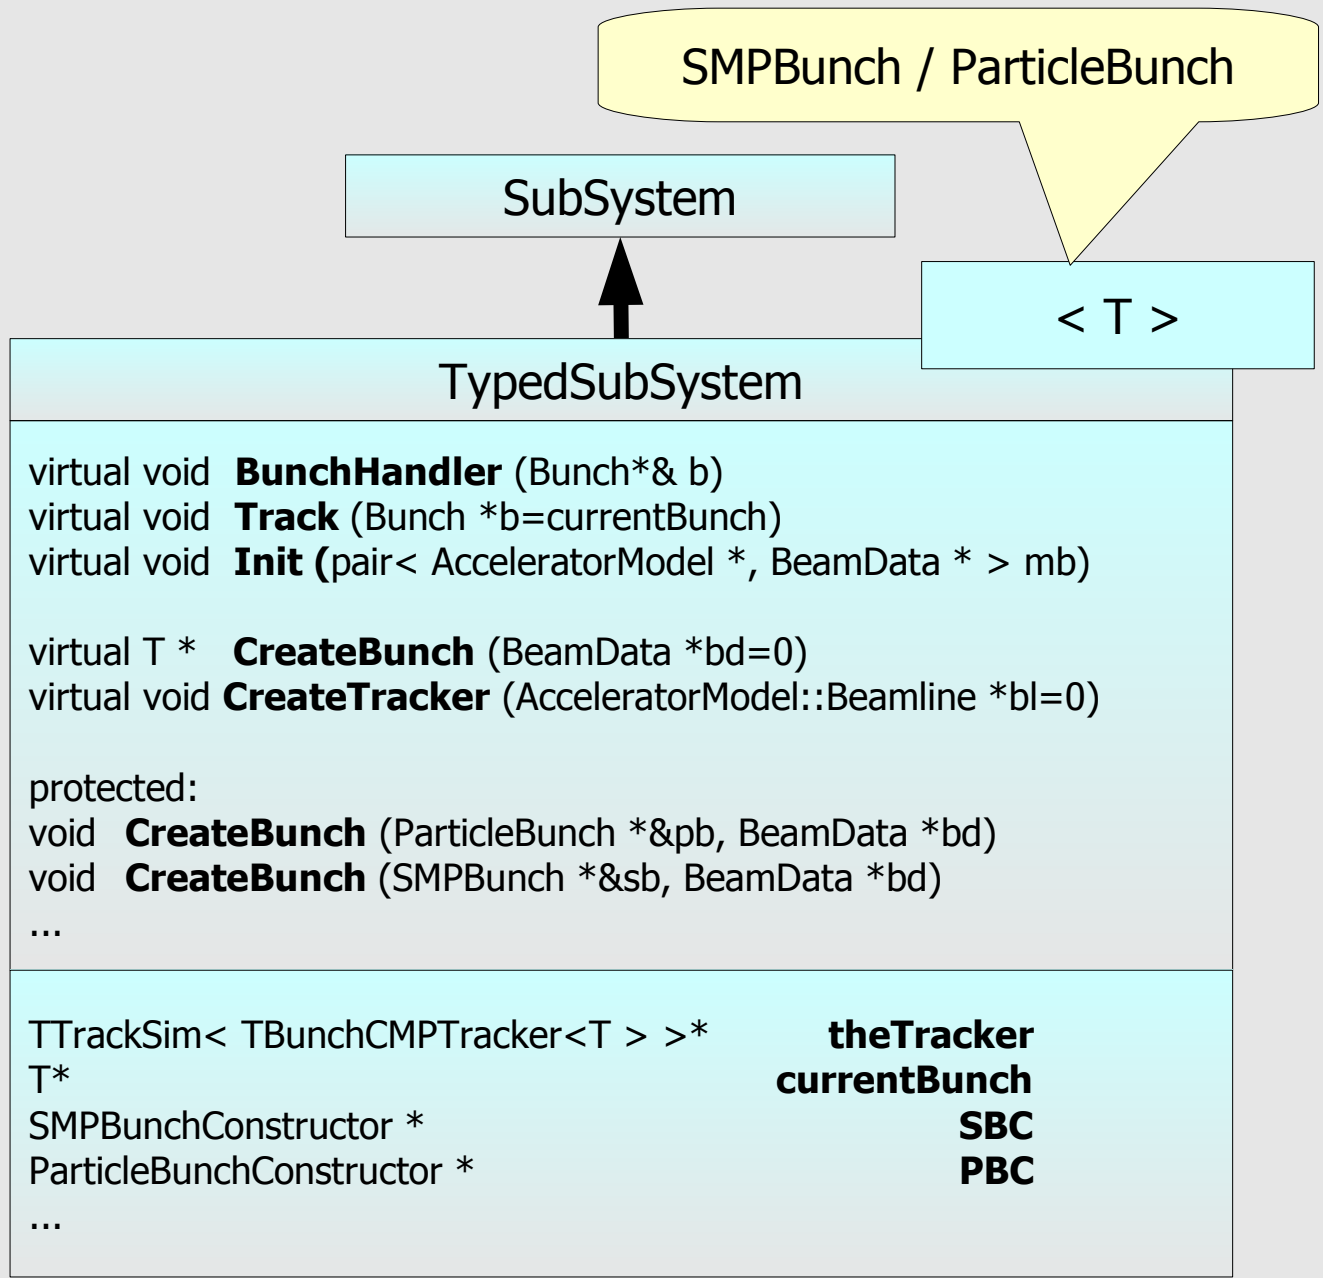 SMPBunch / ParticleBunch
SubSystem
< T >
TypedSubSystem
virtual void BunchHandler (Bunch*& b)
virtual void Track (Bunch *b=currentBunch)
virtual void Init (pair< AcceleratorModel *, BeamData * > mb)
virtual T * CreateBunch (BeamData *bd=0)
virtual void CreateTracker (AcceleratorModel::Beamline *bl=0)
protected:
void CreateBunch (ParticleBunch *&pb, BeamData *bd)
void CreateBunch (SMPBunch *&sb, BeamData *bd)
...
TTrackSim< TBunchCMPTracker<T > >* theTracker
T* currentBunch
SMPBunchConstructor * SBC
ParticleBunchConstructor * PBC
...